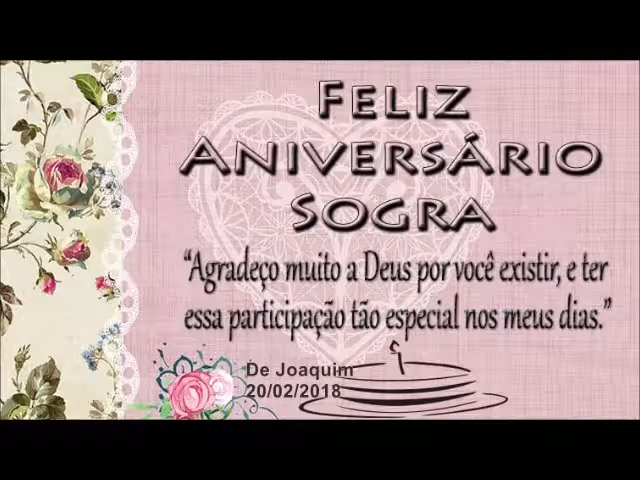 FELIZ
ANIVERSÁRIO
SOGRA
“Agradeço muito a Deus por você existir, e ter
essa participação tão especial nos meus dias.”
De Joaquim
20/02/2018